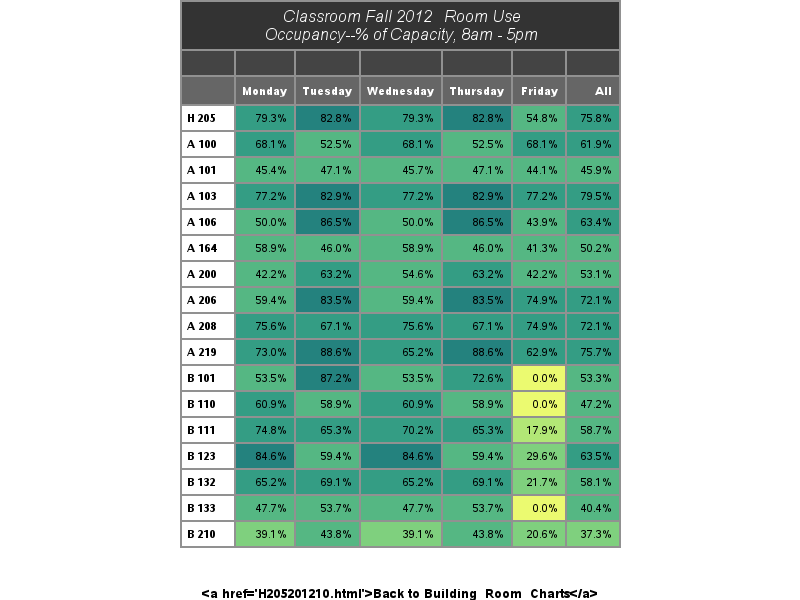 Classroom Fall 2012 Room Use
Occupancy--% of Capacity, 8am - 5pm
Monday Tuesday Wednesday Thursday Friday All
H 205 79.3% 82.8% 79.3% 82.8% 54.8% 75.8%
A 100 68.1% 52.5% 68.1% 52.5% 68.1% 61.9%
A 101 45.4% 47.1% 45.7% 47.1% 44.1% 45.9%
A 103 77.2% 82.9% 77.2% 82.9% 77.2% 79.5%
A 106 50.0% 86.5% 50.0% 86.5% 43.9% 63.4%
A 164 58.9% 46.0% 58.9% 46.0% 41.3% 50.2%
A 200 42.2% 63.2% 54.6% 63.2% 42.2% 53.1%
A 206 59.4% 83.5% 59.4% 83.5% 74.9% 72.1%
A 208 75.6% 67.1% 75.6% 67.1% 74.9% 72.1%
A 219 73.0% 88.6% 65.2% 88.6% 62.9% 75.7%
B 101 53.5% 87.2% 53.5% 72.6% 0.0% 53.3%
B 110 60.9% 58.9% 60.9% 58.9% 0.0% 47.2%
B 111 74.8% 65.3% 70.2% 65.3% 17.9% 58.7%
B 123 84.6% 59.4% 84.6% 59.4% 29.6% 63.5%
B 132 65.2% 69.1% 65.2% 69.1% 21.7% 58.1%
B 133 47.7% 53.7% 47.7% 53.7% 0.0% 40.4%
B 210 39.1% 43.8% 39.1% 43.8% 20.6% 37.3%
<a href='H205201210.html'>Back to Building Room Charts</a>